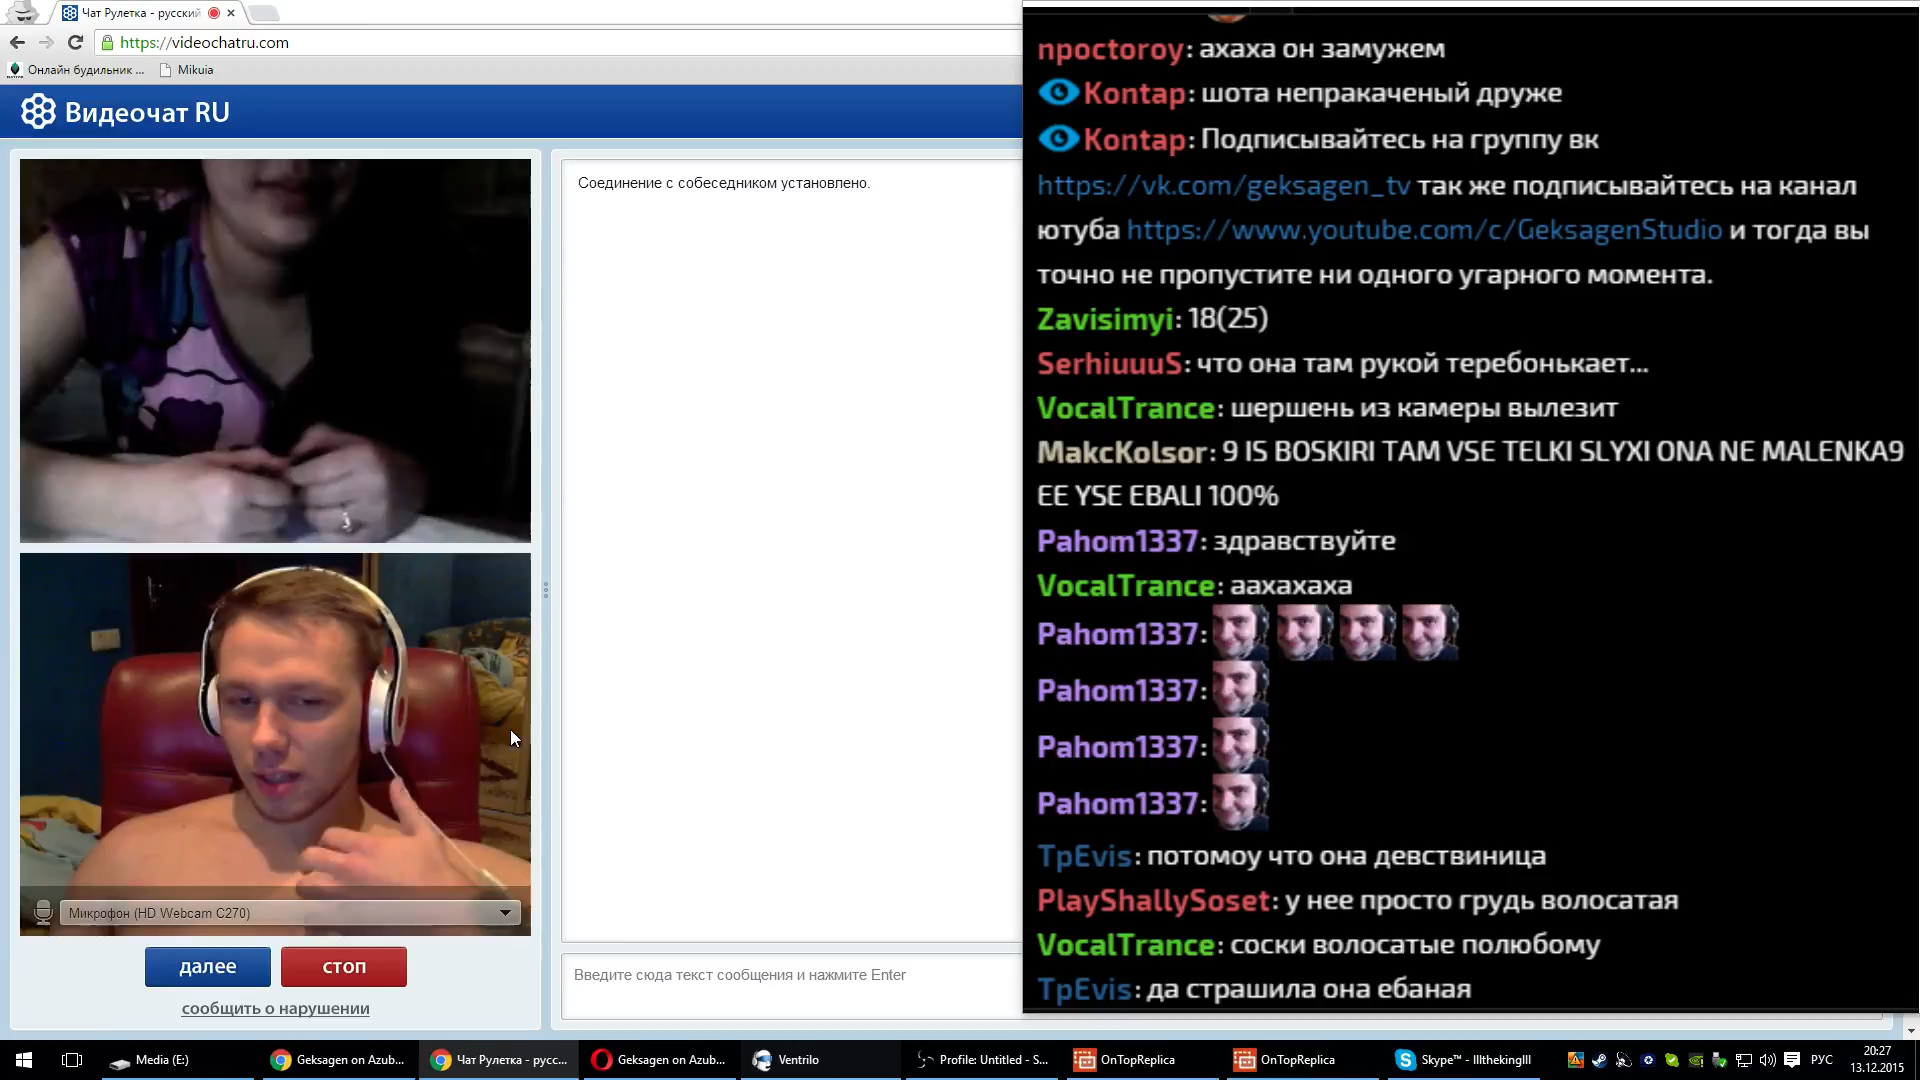 Чат Рулетка - русский
https://videochatru.com
Онлайн будильник ...
Mikuia
Видеочат RU
Соединение с собеседником установлено.
Микрофон (HD Webcam C270)
далее
стоп
сообщить о нарушении
Введите сюда текст сообщения и нажмите Enter
npoctoroy: ахаха он замужем
Kontap: шота непракаченый друже
Kontap: Подписывайтесь на группу вк
https://vk.com/geksagen_tv так же подписывайтесь на канал
ютуба https://www.youtube.com/c/GeksagenStudio и тогда вы
точно не пропустите ни одного угарного момента.
Zavisimyi: 18(25)
SerhiuuuS: что она там рукой теребонькает...
VocalTrance: шершень из камеры вылезит
MakcKolsor: 9 IS BOSKIRI TAM VSE TELKI SLYXI ONA NE MALENKA9
EE YSE EBALI 100%
Pahom1337: здравствуйте
VocalTrance: аахахаха
Pahom1337:
Pahom1337:
Pahom1337:
Pahom1337:
TpEvis: потомоу что она девствиница
PlayShallySoset: у нее просто грудь волосатая
VocalTrance: соски волосатые полюбому
TpEvis: да страшила она ебаная
Media (E:)
Geksagen on Azub...
Чат Рулетка - русс...
Geksagen on Azub...
Ventrilo
Profile: Untitled - S...
OnTopReplica
OnTopReplica
Skype™ - IIIthekingIII
РУС
20:27
13.12.2015